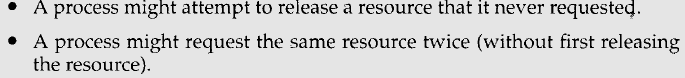 • A process might attempt to release a resource that it never requested.
• A process might request the same resource twice (without first releasing
the resource).